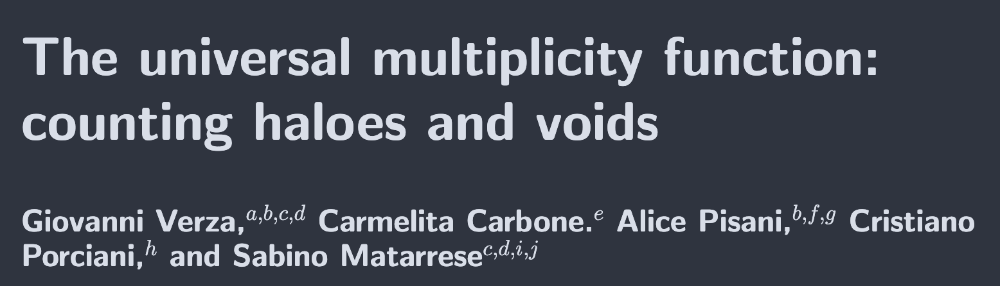 The universal multiplicity function:
counting haloes and voids
Giovanni Verza,a,b,c,d Carmelita Carbone.e Alice Pisani,b,f,g Cristiano
Porciani,h and Sabino Matarresec,d,i,j